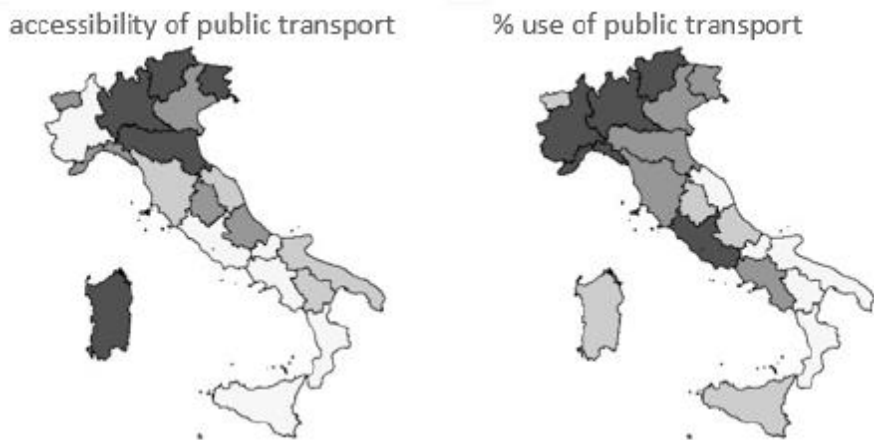 accessibility of public transport
% use of public transport